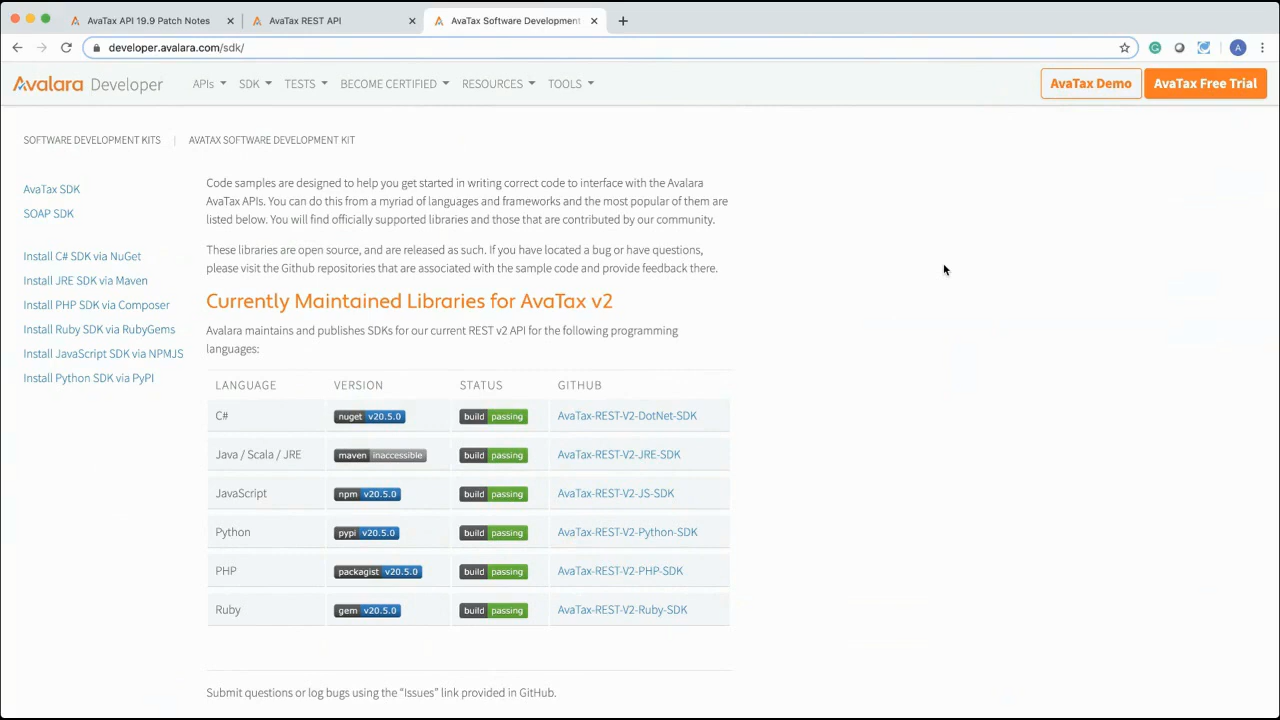 AvaTax API 19.9 Patch Notes
AvaTax REST API
AvaTax Software Development
developer.avalara.com/sdk/
A
Avalara Developer
APIs
SDK
TESTS
BECOME CERTIFIED
RESOURCES
TOOLS
AvaTax Demo
AvaTax Free Trial
SOFTWARE DEVELOPMENT KITS | AVATAX SOFTWARE DEVELOPMENT KIT
AvaTax SDK
SOAP SDK
Install C# SDK via NuGet
Install JRE SDK via Maven
Install PHP SDK via Composer
Install Ruby SDK via RubyGems
Install JavaScript SDK via NPMJS
Install Python SDK via PyPI
Code samples are designed to help you get started in writing correct code to interface with the Avalara
AvaTax APIs. You can do this from a myriad of languages and frameworks and the most popular of them are
listed below. You will find officially supported libraries and those that are contributed by our community.
These libraries are open source, and are released as such. If you have located a bug or have questions,
please visit the Github repositories that are associated with the sample code and provide feedback there.
Currently Maintained Libraries for AvaTax v2
Avalara maintains and publishes SDKs for our current REST v2 API for the following programming
languages:
LANGUAGE VERSION STATUS GITHUB
C# nuget v20.5.0 build passing AvaTax-REST-V2-DotNet-SDK
Java / Scala / JRE maven inaccessible build passing AvaTax-REST-V2-JRE-SDK
JavaScript npm v20.5.0 build passing AvaTax-REST-V2-JS-SDK
Python pypi v20.5.0 build passing AvaTax-REST-V2-Python-SDK
PHP packagist v20.5.0 build passing AvaTax-REST-V2-PHP-SDK
Ruby gem v20.5.0 build passing AvaTax-REST-V2-Ruby-SDK
Submit questions or log bugs using the “Issues” link provided in GitHub.